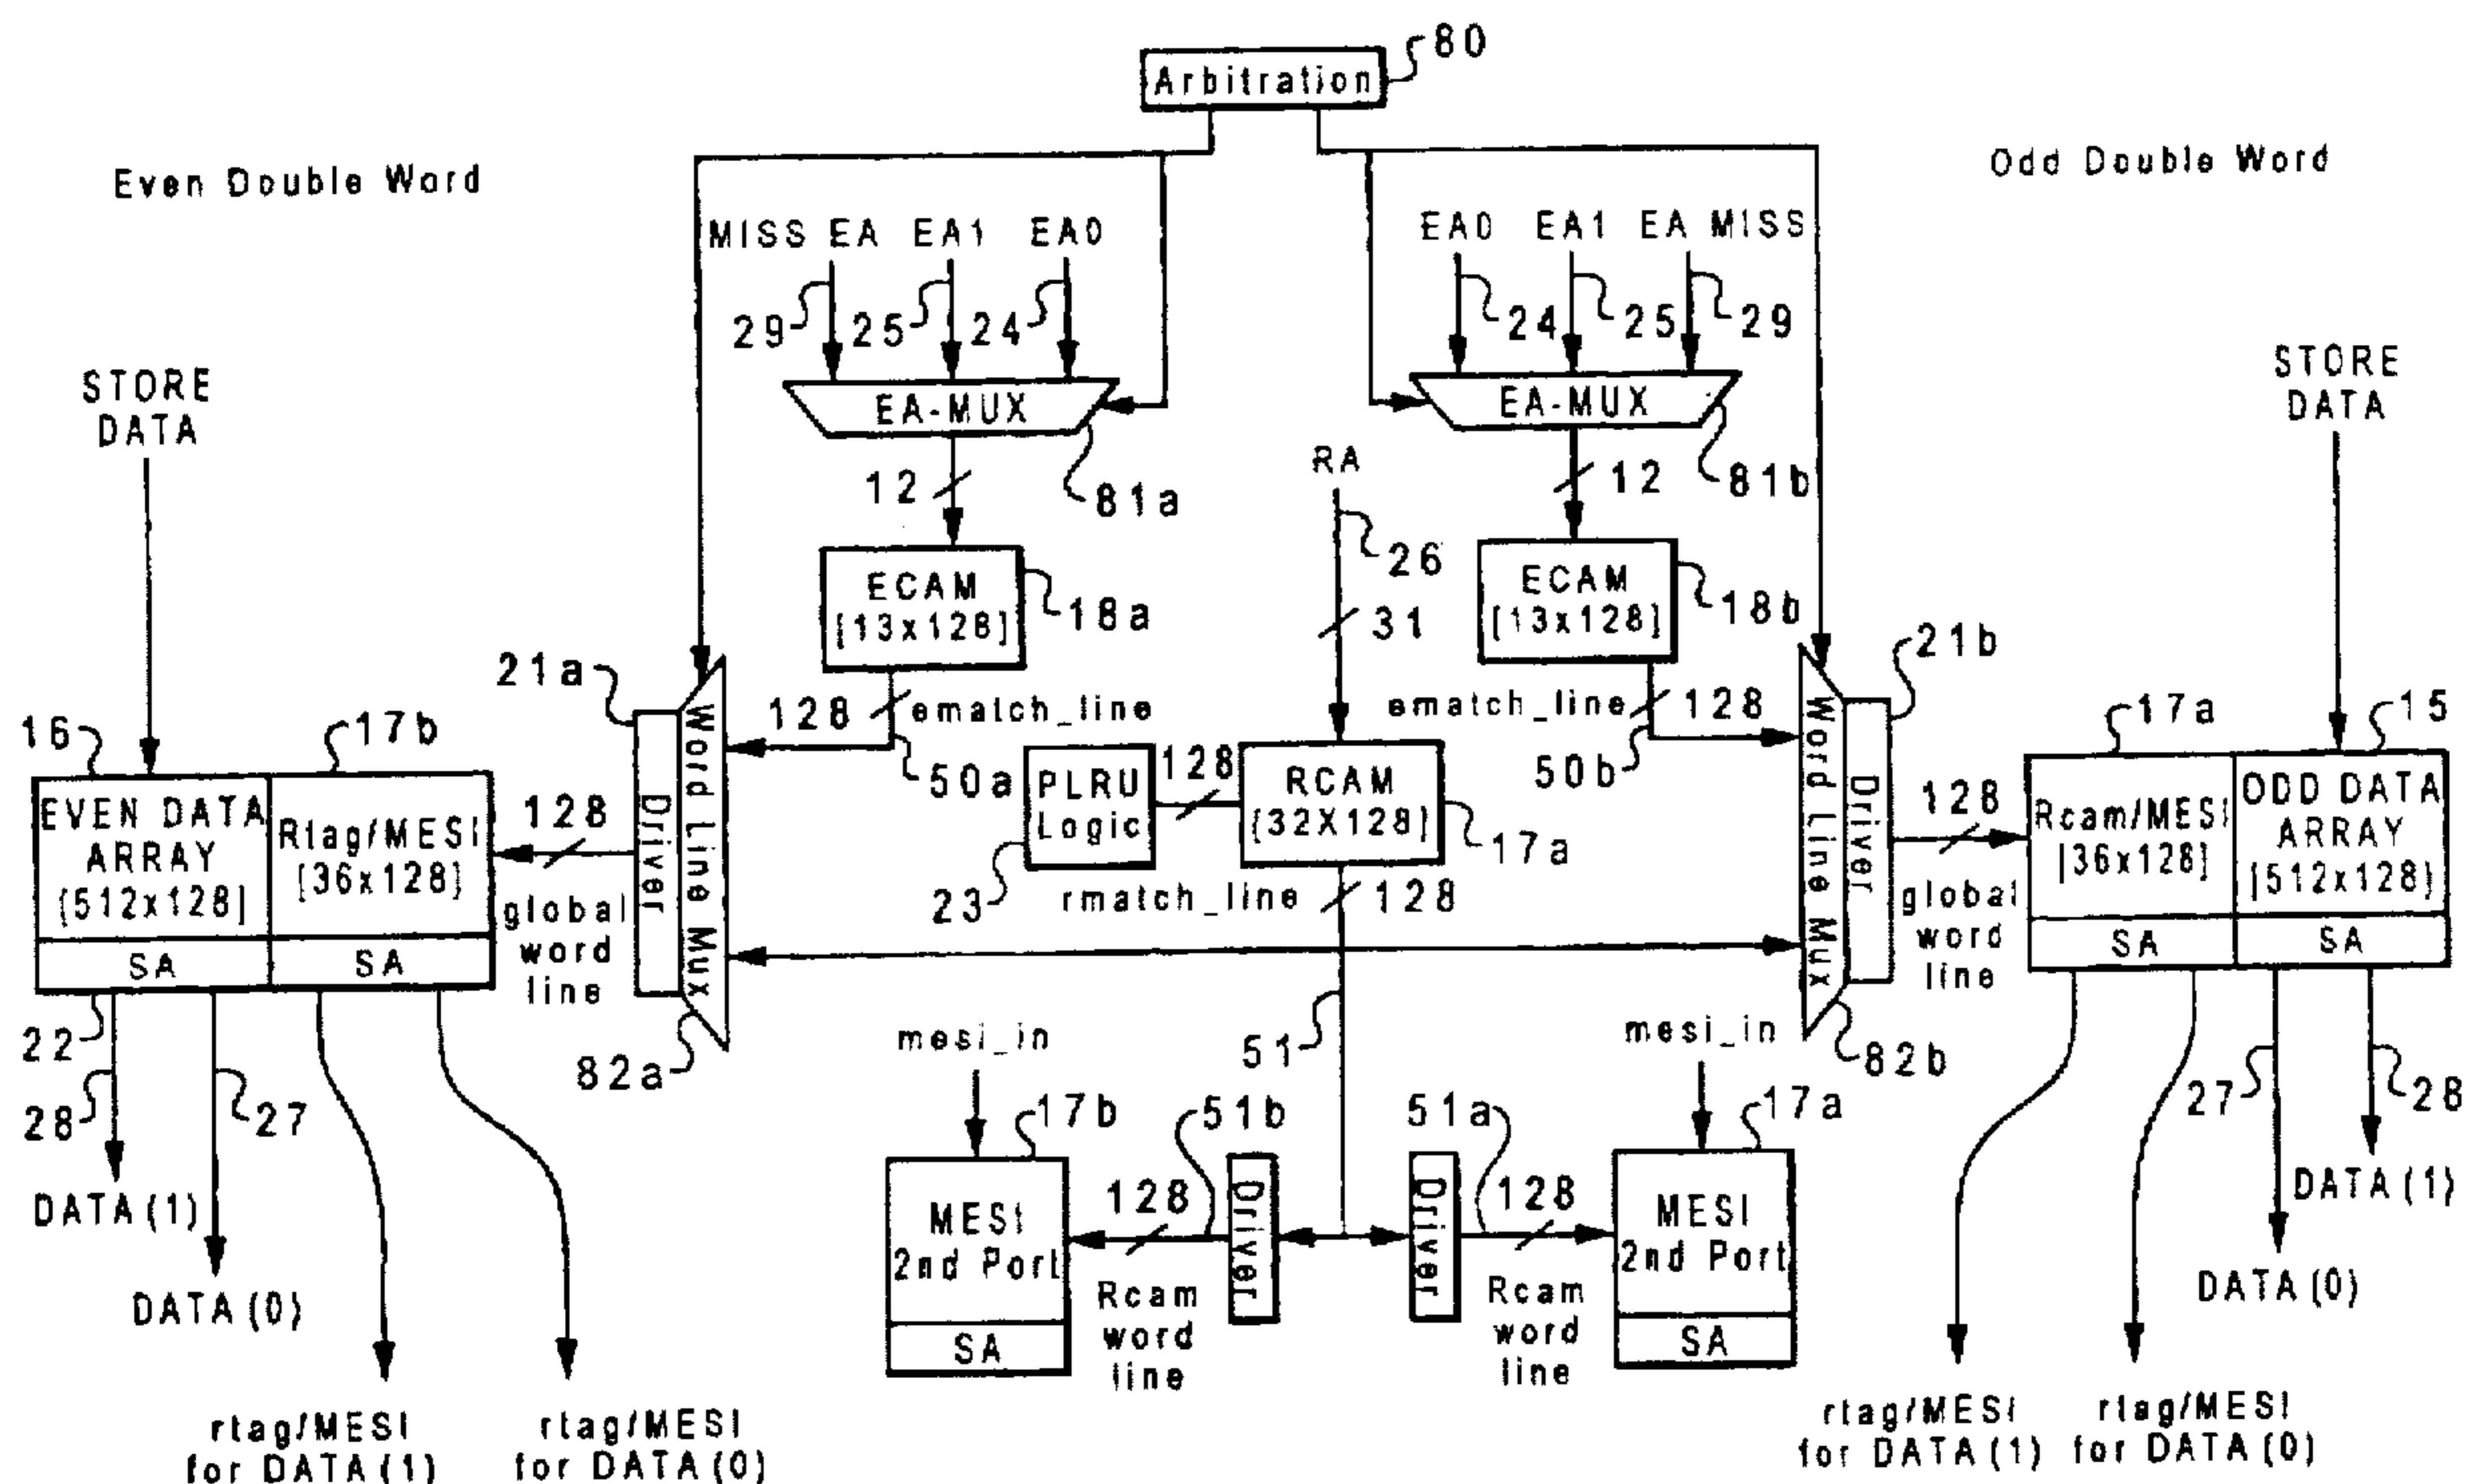 80
Arbitration
Even Double Word
Odd Double Word
MISS EA EA1 EA0
EA0 EA1 EA MISS
29 25 24
24 25 29
STORE
DATA
EA-MUX
EA-MUX
STORE
DATA
12
81a
RA
12
81b
26
ECAM
[13x128]
18a
31
ECAM
[13x128]
18b
21a
21b
128
ematch_line
ematch_line
128
16
17b
50a
50b
17a
15
EVEN DATA
ARRAY
[512x128]
SA
Rtag/MESI
[36x128]
SA
128
global
word
line
Driver
Word Line Mux
PLRU
Logic
23
128
RCAM
[32X128]
17a
rmatch_line
128
Word Line Mux
Driver
128
global
word
line
Rcam/MESI
[36x128]
SA
ODD DATA
ARRAY
[512x128]
SA
22
28
27
82a
51
82b
27
28
mesi_in
mesi_in
17b
51b
51a
17a
MESI
2nd Port
SA
128
Rcam
word
line
Driver
Driver
128
Rcam
word
line
MESI
2nd Port
SA
DATA(1)
DATA(0)
DATA(1)
DATA(0)
rtag/MESI
for DATA(1)
rtag/MESI
for DATA(0)
rtag/MESI
for DATA(1)
rtag/MESI
for DATA(0)